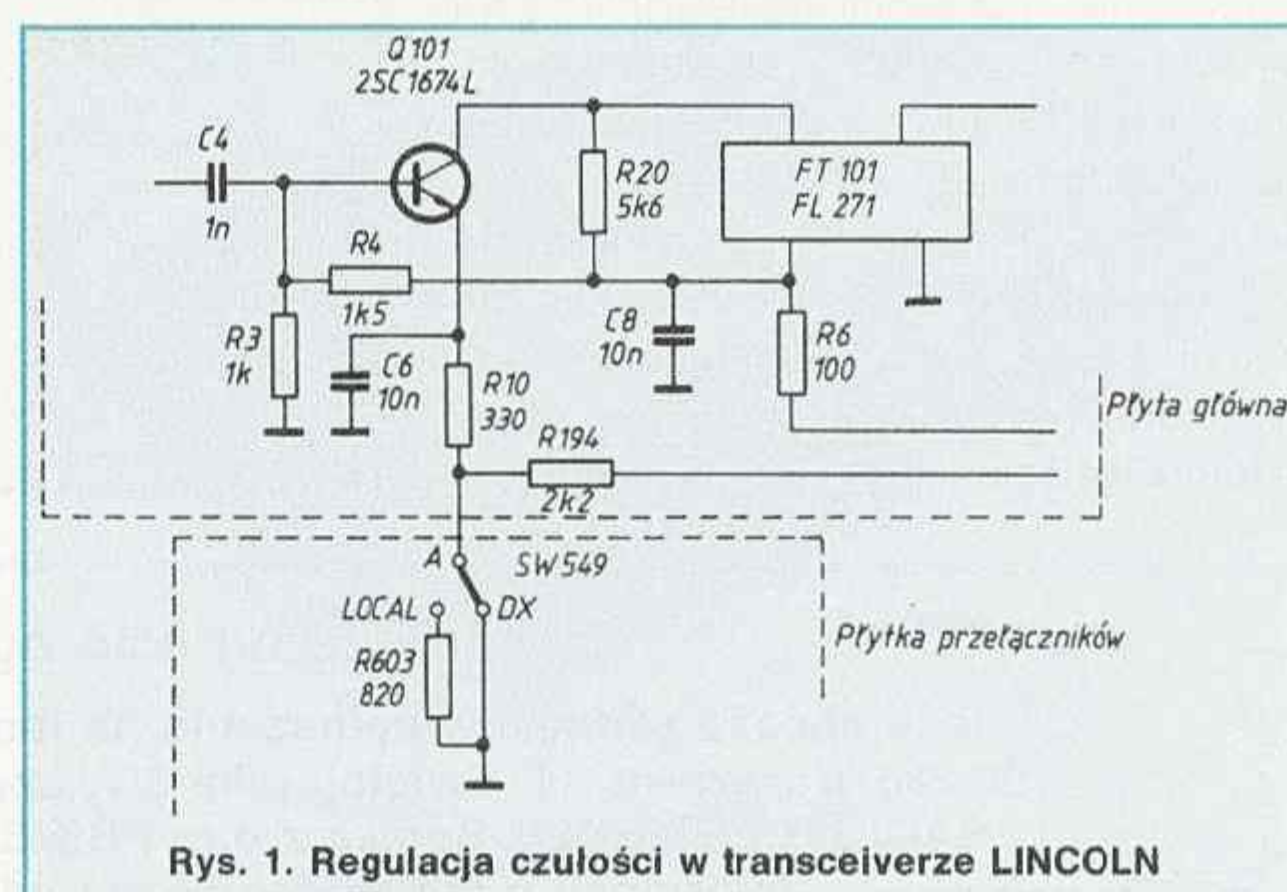 Q101
2SC1674L
C4
1n
R20
5k6
FT 101
FL 271
R4
1k5
R3
1k
C6
10n
C8
10n
R6
100
R10
330
Płyta główna
R194
2k2
A
SW549
LOCAL
DX
R603
820
Płytka przełączników
Rys. 1. Regulacja czułości w transceiverze LINCOLN